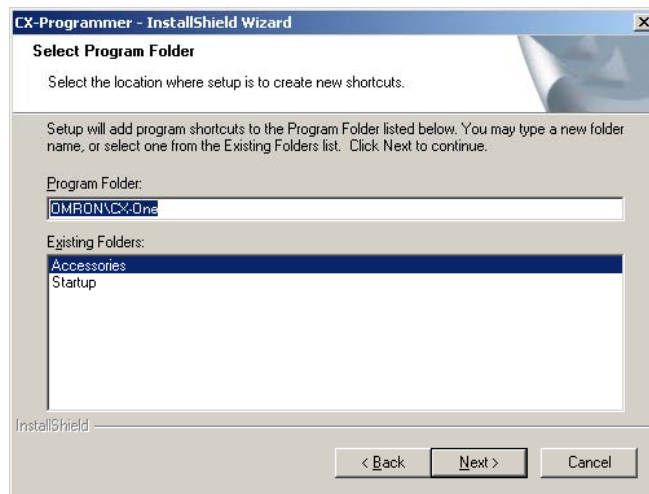 CX-Programmer - InstallShield Wizard
Select Program Folder
Select the location where setup is to create new shortcuts.
Setup will add program shortcuts to the Program Folder listed below. You may type a new folder
name, or select one from the Existing Folders list. Click Next to continue.
Program Folder:
OMRON\CX-One
Existing Folders:
Accessories
Startup
InstallShield
< Back Next > Cancel